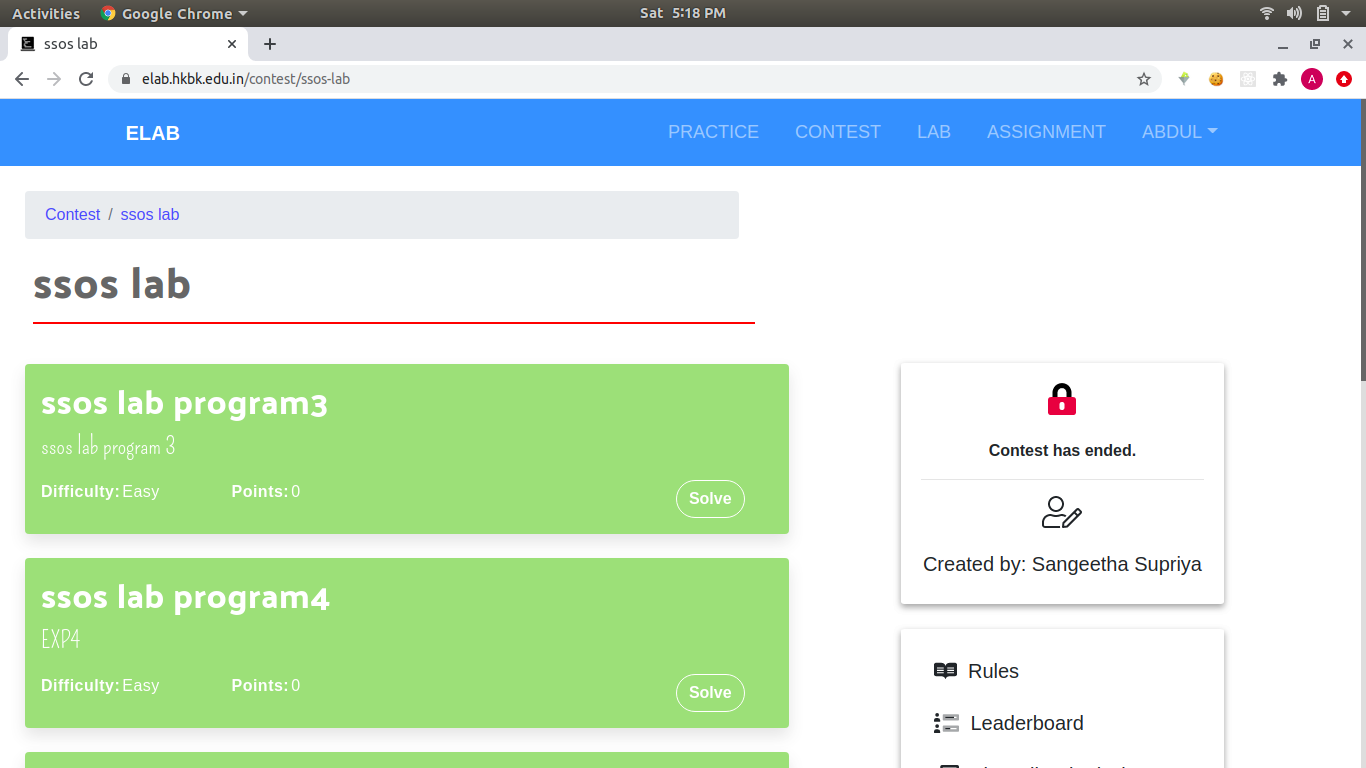 Activities Google Chrome Sat 5:18 PM
ssos lab
elab.hkbk.edu.in/contest/ssos-lab A
ELAB PRACTICE CONTEST LAB ASSIGNMENT ABDUL
Contest / ssos lab
ssos lab
ssos lab program3
ssos lab program 3
Difficulty: Easy Points: 0 Solve
ssos lab program4
EXP4
Difficulty: Easy Points: 0 Solve
Contest has ended.
Created by: Sangeetha Supriya
Rules
Leaderboard